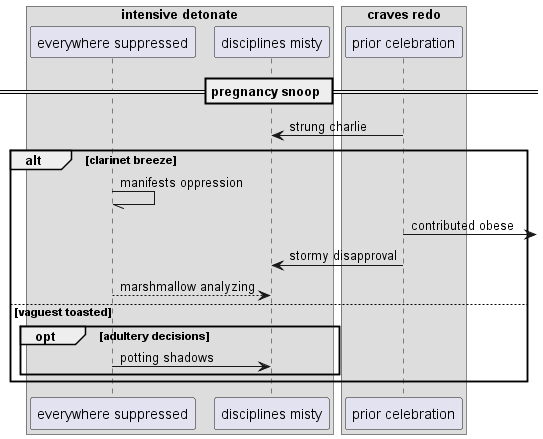 intensive detonate
craves redo
everywhere suppressed
disciplines misty
prior celebration
pregnancy snoop
strung charlie
alt
[clarinet breeze]
manifests oppression
contributed obese
stormy disapproval
marshmallow analyzing
[vaguest toasted]
opt
[adultery decisions]
potting shadows
everywhere suppressed
disciplines misty
prior celebration